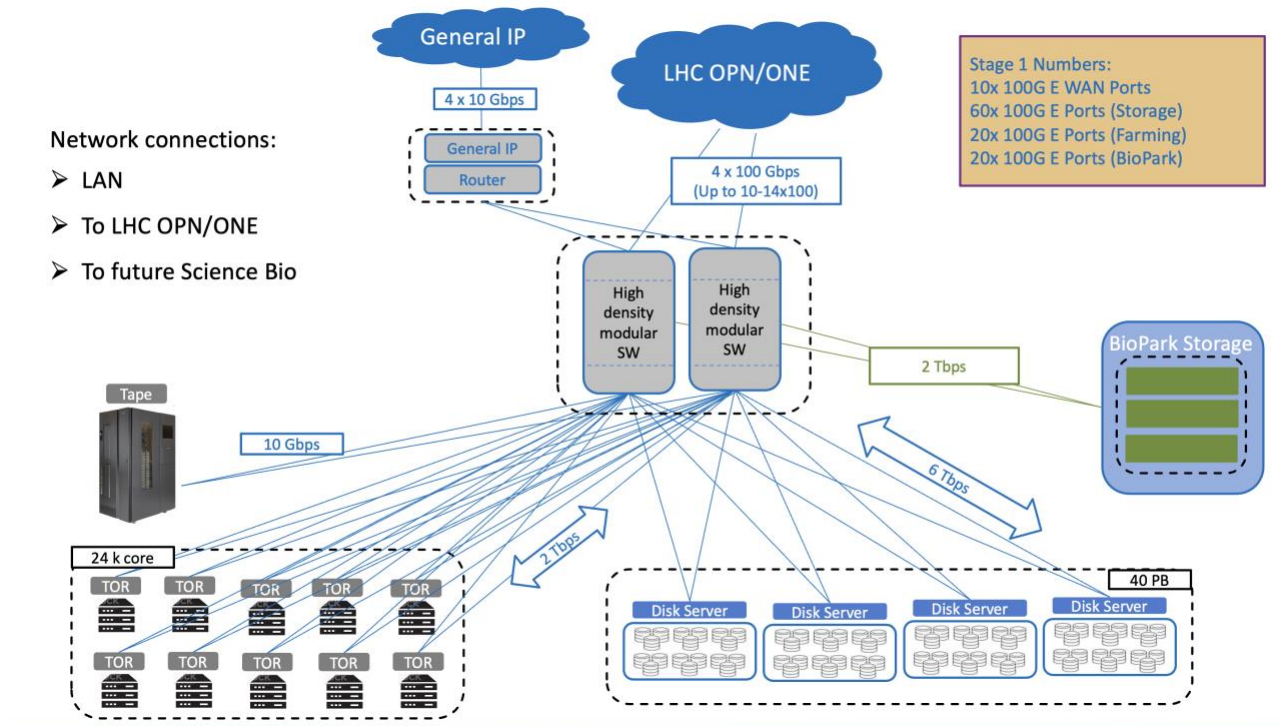 General IP
LHC OPN/ONE
4 x 10 Gbps
General IP
Router
4 x 100 Gbps
(Up to 10-14x100)
Stage 1 Numbers:
10x 100G E WAN Ports
60x 100G E Ports (Storage)
20x 100G E Ports (Farming)
20x 100G E Ports (BioPark)
Network connections:
➢ LAN
➢ To LHC OPN/ONE
➢ To future Science Bio
High
density
modular
SW
High
density
modular
SW
2 Tbps
BioPark Storage
Tape
10 Gbps
6 Tbps
2 Tbps
24 k core
TOR
TOR
TOR
TOR
TOR
TOR
TOR
TOR
TOR
TOR
40 PB
Disk Server
Disk Server
Disk Server
Disk Server